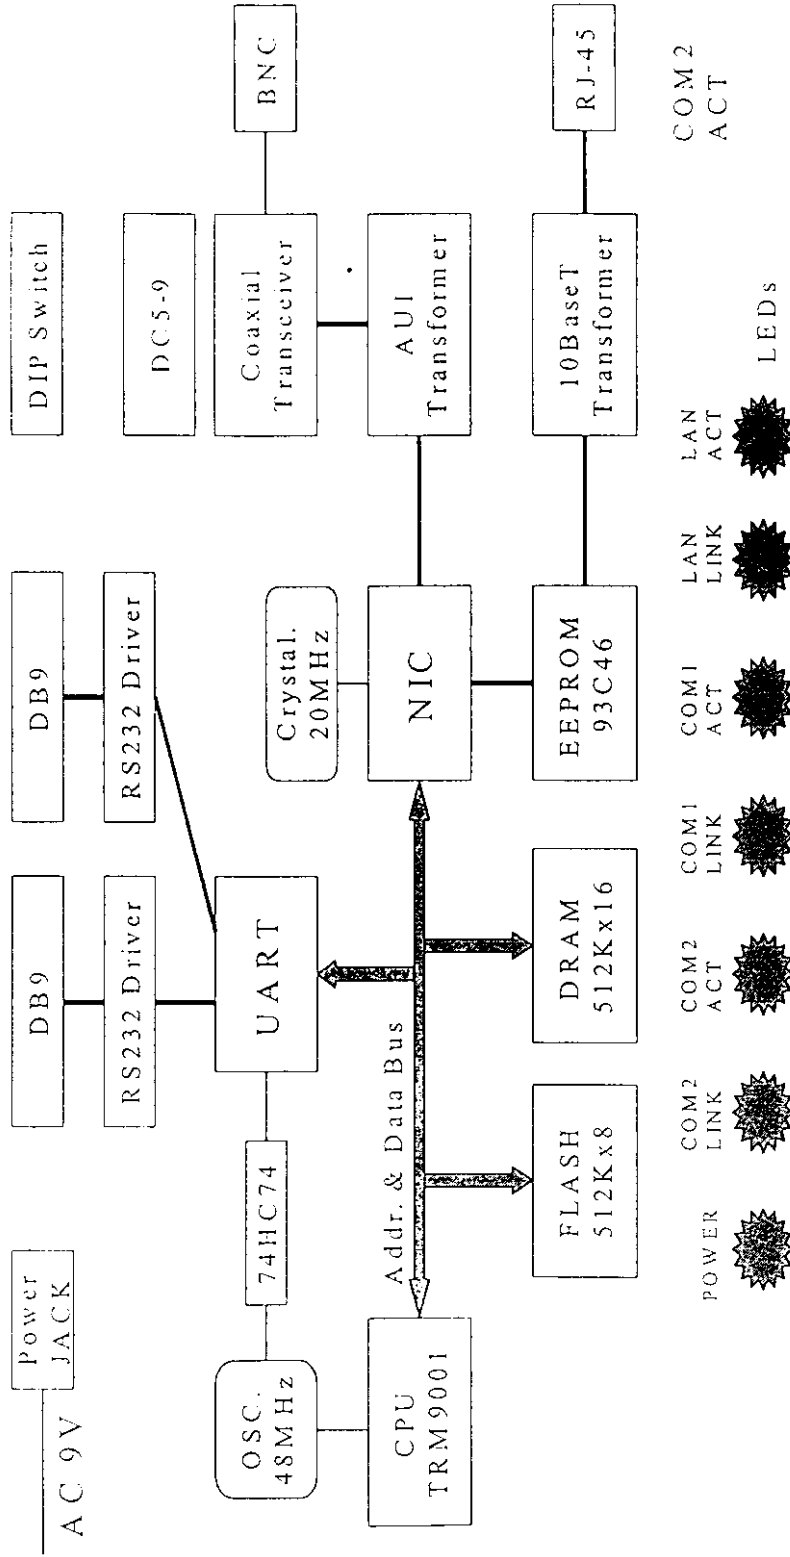 Power
JACK
AC 9V
DB9
DB9
DIP Switch
RS232 Driver
RS232 Driver
DC5-9
OSC.
48MHz
74HC74
UART
Crystal.
20MHz
Coaxial
Transceiver
BNC
CPU
TRM9001
Addr. & Data Bus
NIC
AUI
Transformer
FLASH
512Kx8
DRAM
512Kx16
EEPROM
93C46
10BaseT
Transformer
RJ-45
POWER
COM2
LINK
COM2
ACT
COM1
LINK
COM1
ACT
LAN
LINK
LAN
ACT
LEDs
COM2
ACT